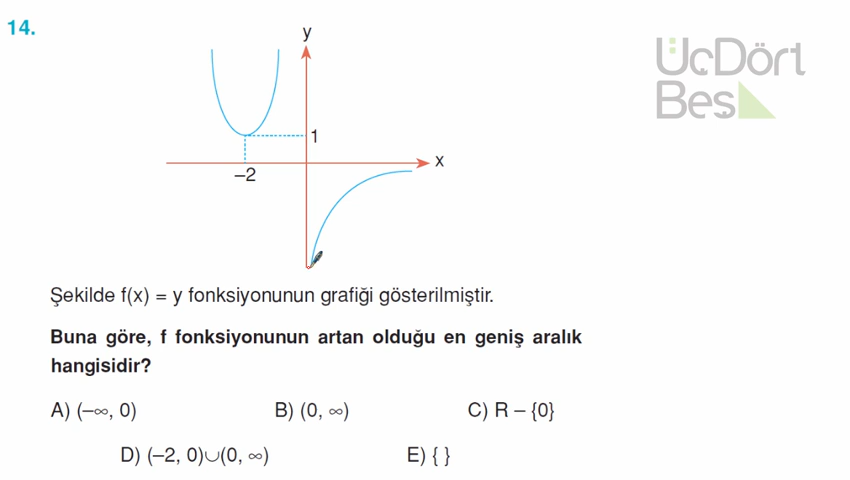 14.
y
1
x
–2
Şekilde f(x) = y fonksiyonunun grafiği gösterilmiştir.
Buna göre, f fonksiyonunun artan olduğu en geniş aralık
hangisidir?
A) (–∞, 0) B) (0, ∞) C) R – {0}
D) (–2, 0)∪(0, ∞) E) { }
ÜçDört
Beş